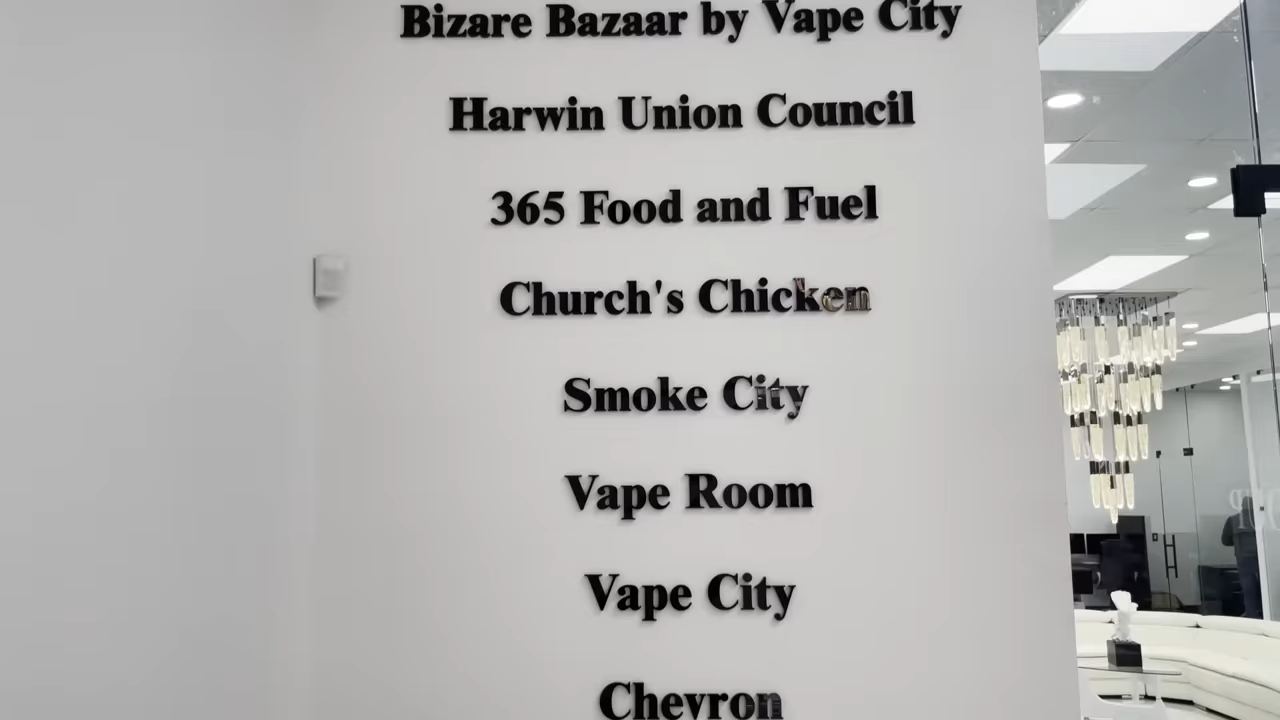 Bizare Bazaar by Vape City
Harwin Union Council
365 Food and Fuel
Church's Chicken
Smoke City
Vape Room
Vape City
Chevron